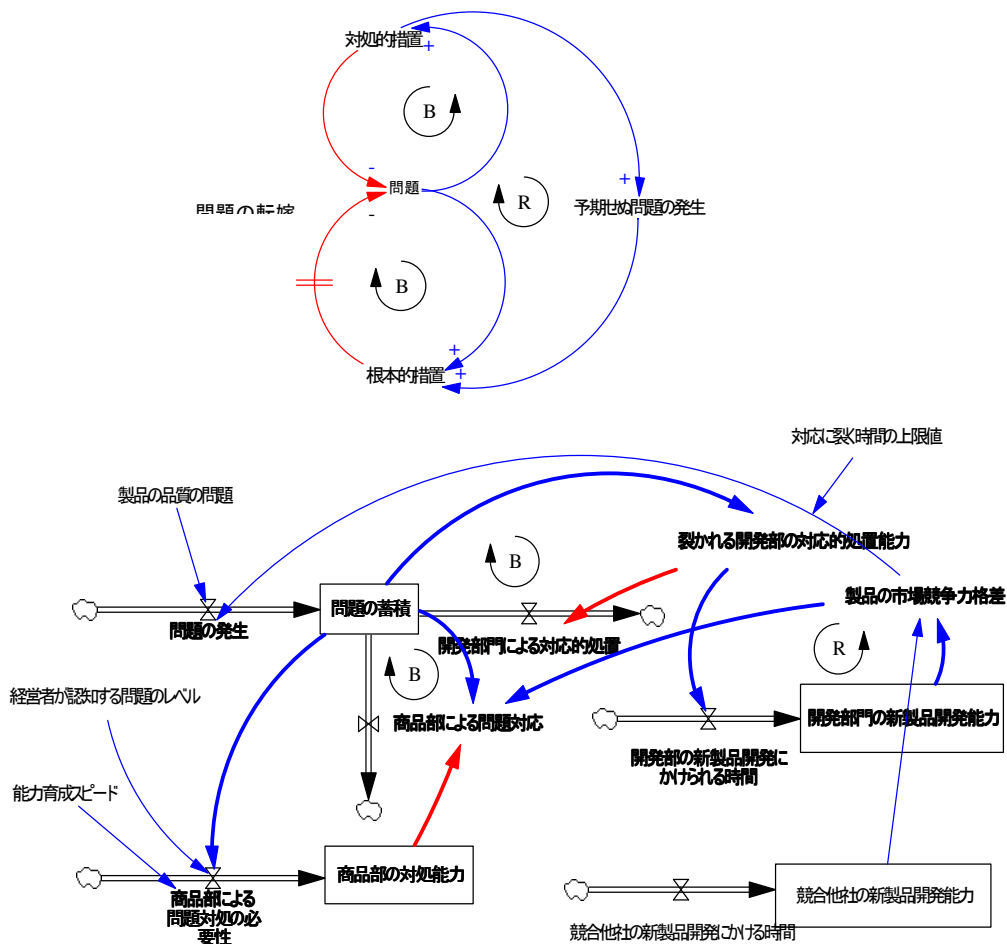 対処的措置
+
B
-
問題
-
問題の転嫁
R
+
予期せぬ問題の発生
B
+
根本的措置
+
対応に裂く時間の上限値
製品の品質の問題
裂かれる開発部の対応的処置能力
B
製品の市場競争力格差
問題の蓄積
問題の発生
開発部門による対応的処置
R
B
経営者が認知する問題のレベル
商品部による問題対応
開発部門の新製品開発能力
開発部の新製品開発に
かけられる時間
能力育成スピード
商品部の対処能力
商品部による
問題対処の必
要性
競合他社の新製品開発能力
競合他社の新製品開発にかける時間